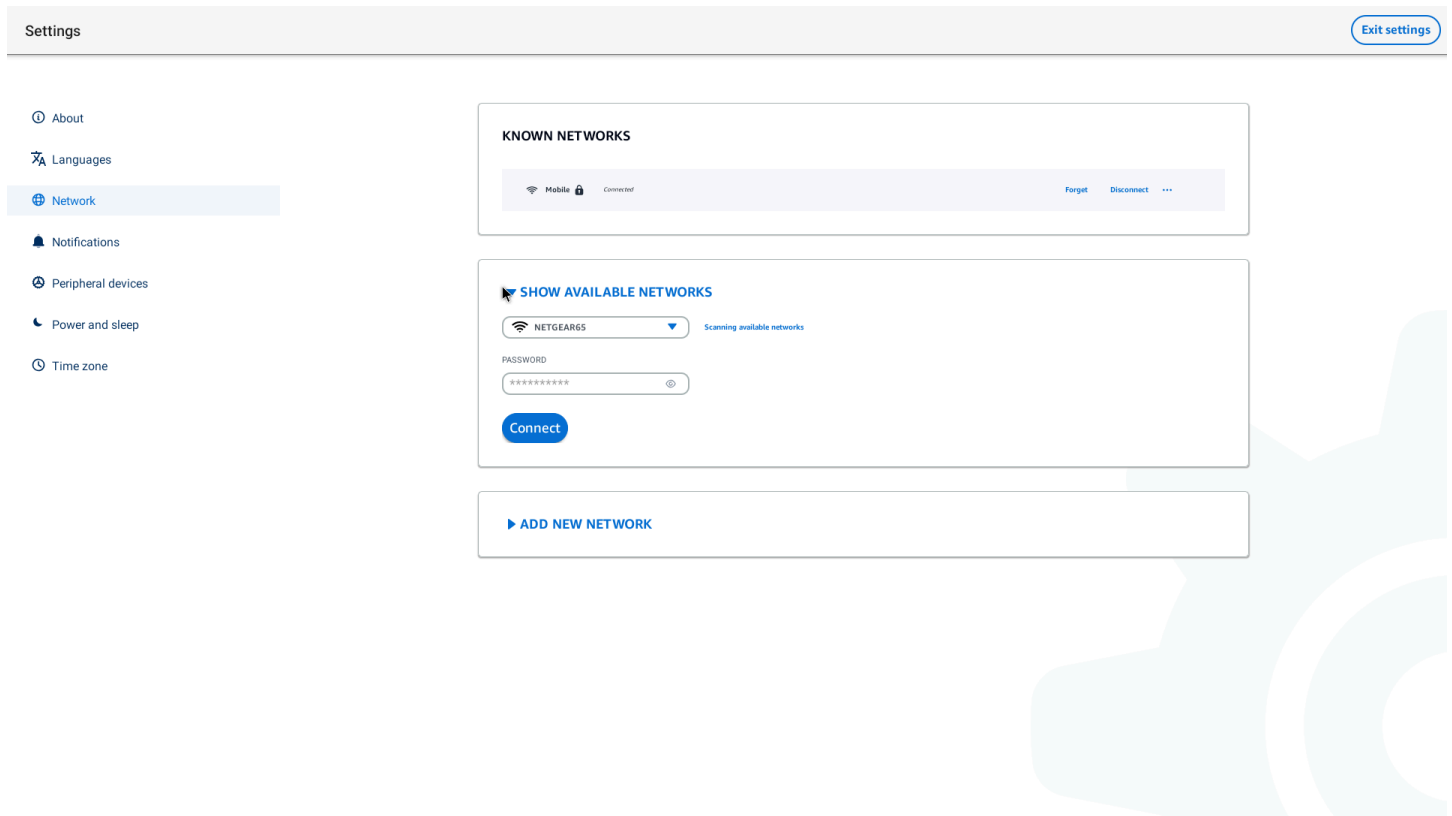 Settings
Exit settings
About
Languages
Network
Notifications
Peripheral devices
Power and sleep
Time zone
KNOWN NETWORKS
Mobile Connected Forget Disconnect ...
SHOW AVAILABLE NETWORKS
NETGEAR65 Scanning available networks
PASSWORD
**********
Connect
ADD NEW NETWORK